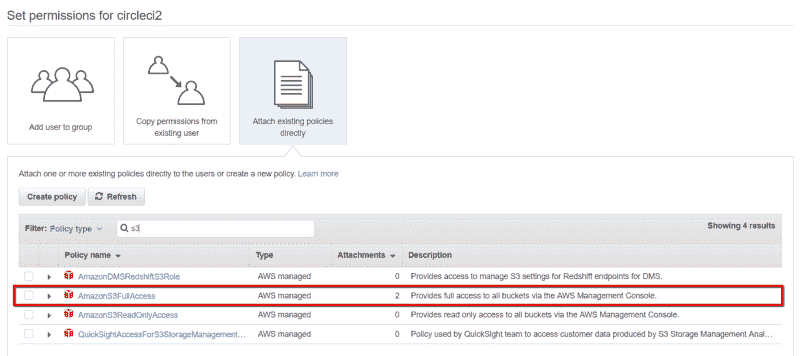 Set permissions for circleci2
Add user to group
Copy permissions from
existing user
Attach existing policies
directly
Attach one or more existing policies directly to the users or create a new policy. Learn more
Create policy
Refresh
Filter: Policy type
s3
Showing 4 results
Policy name Type Attachments Description
AmazonDMSRedshiftS3Role AWS managed 0 Provides access to manage S3 settings for Redshift endpoints for DMS.
AmazonS3FullAccess AWS managed 2 Provides full access to all buckets via the AWS Management Console.
AmazonS3ReadOnlyAccess AWS managed 0 Provides read only access to all buckets via the AWS Management Console.
QuickSightAccessForS3StorageManagement... AWS managed 0 Policy used by QuickSight team to access customer data produced by S3 Storage Management Anal...